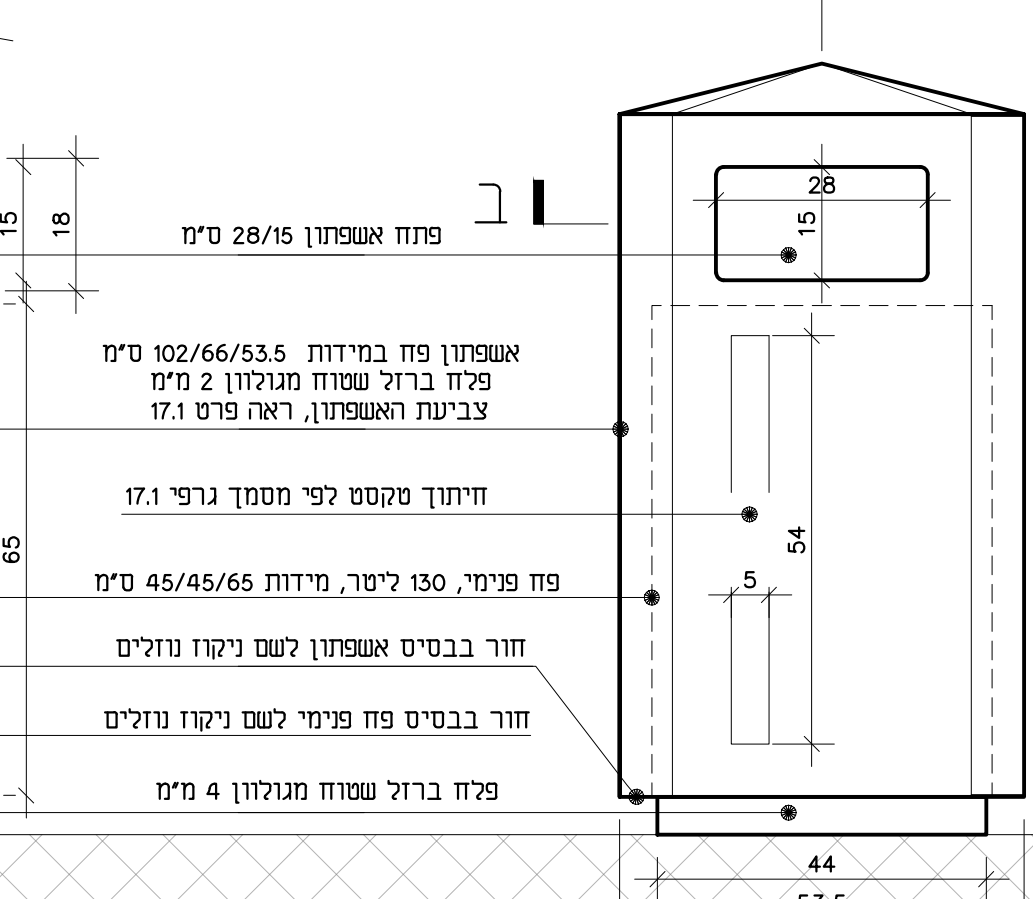 28
15
15
18
ב
פתח אשפתון 28/15 ס"מ
אשפתון פח במידות 102/66/53.5 ס"מ
פלח ברזל שטוח מגולוון 2 מ"מ
צביעת האשפתון, ראה פרט 17.1
חיתוך טקסט לפי מסמך גרפי 17.1
54
65
5
פח פנימי, 130 ליטר, מידות 45/45/65 ס"מ
חור בבסיס אשפתון לשם ניקוז נוזלים
חור בבסיס פח פנימי לשם ניקוז נוזלים
פלח ברזל שטוח מגולוון 4 מ"מ
44
53.5